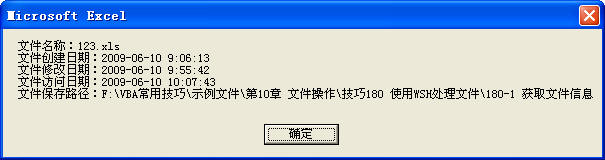 Microsoft Excel
文件名称：123.xls
文件创建日期：2009-06-10 9:06:13
文件修改日期：2009-06-10 9:55:42
文件访问日期：2009-06-10 10:07:43
文件保存路径：F:\VBA常用技巧\示例文件\第10章 文件操作\技巧180 使用WSH处理文件\180-1 获取文件信息
确定